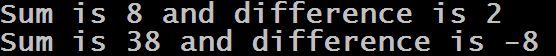 Sum is 8 and difference is 2
Sum is 38 and difference is -8